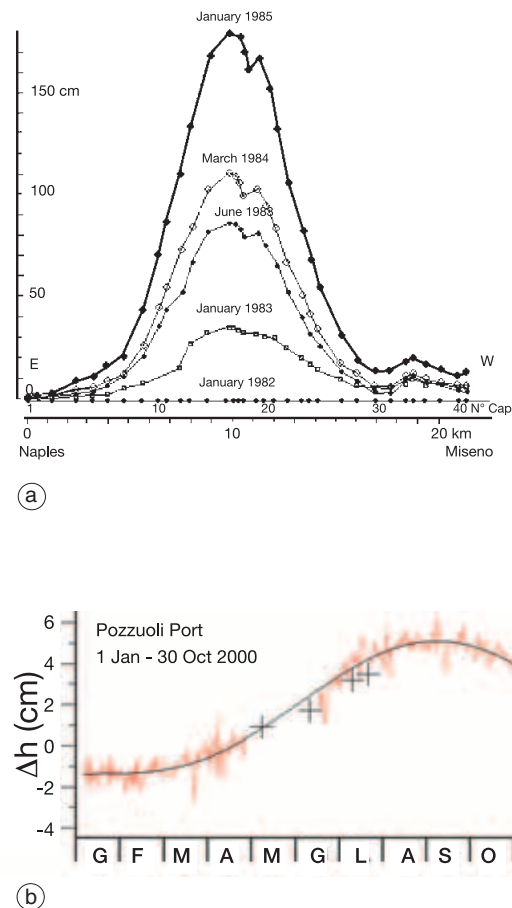 January 1985
150 cm
March 1984
100
June 1983
50
January 1983
E
W
January 1982
0
1 10 20 30 40 N° Cap
0 10 20 km
Naples Miseno
a
6
Pozzuoli Port
1 Jan - 30 Oct 2000
4
2
0
-2
-4
Δh (cm)
G F M A M G L A S O
b